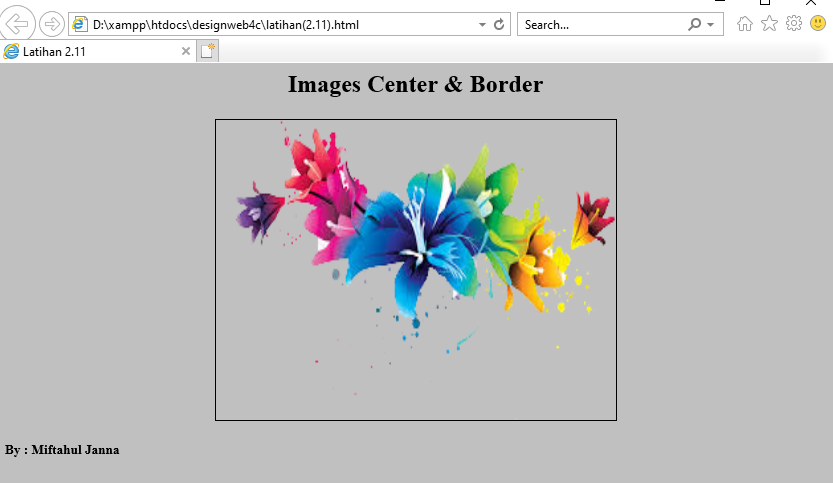 D:\xampp\htdocs\designweb4c\latihan(2.11).html
Search...
Latihan 2.11
Images Center & Border
By : Miftahul Janna